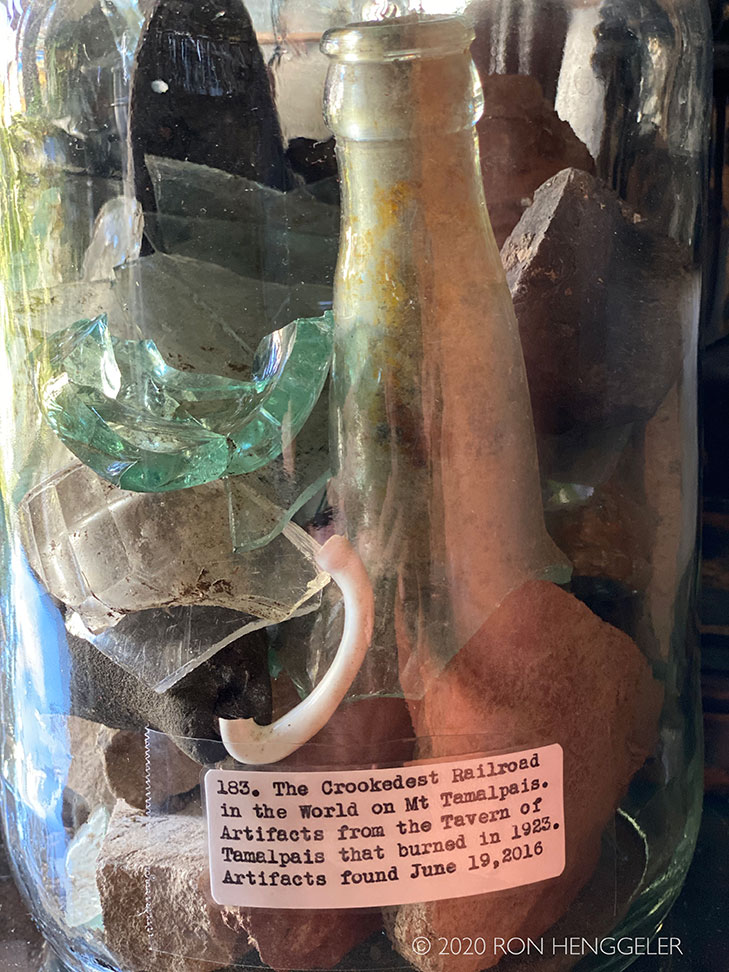 183. The Crookedest Railroad
in the World on Mt Tamalpais.
Artifacts from the Tavern of
Tamalpais that burned in 1923.
Artifacts found June 19,2016
© 2020 RON HENGGELER